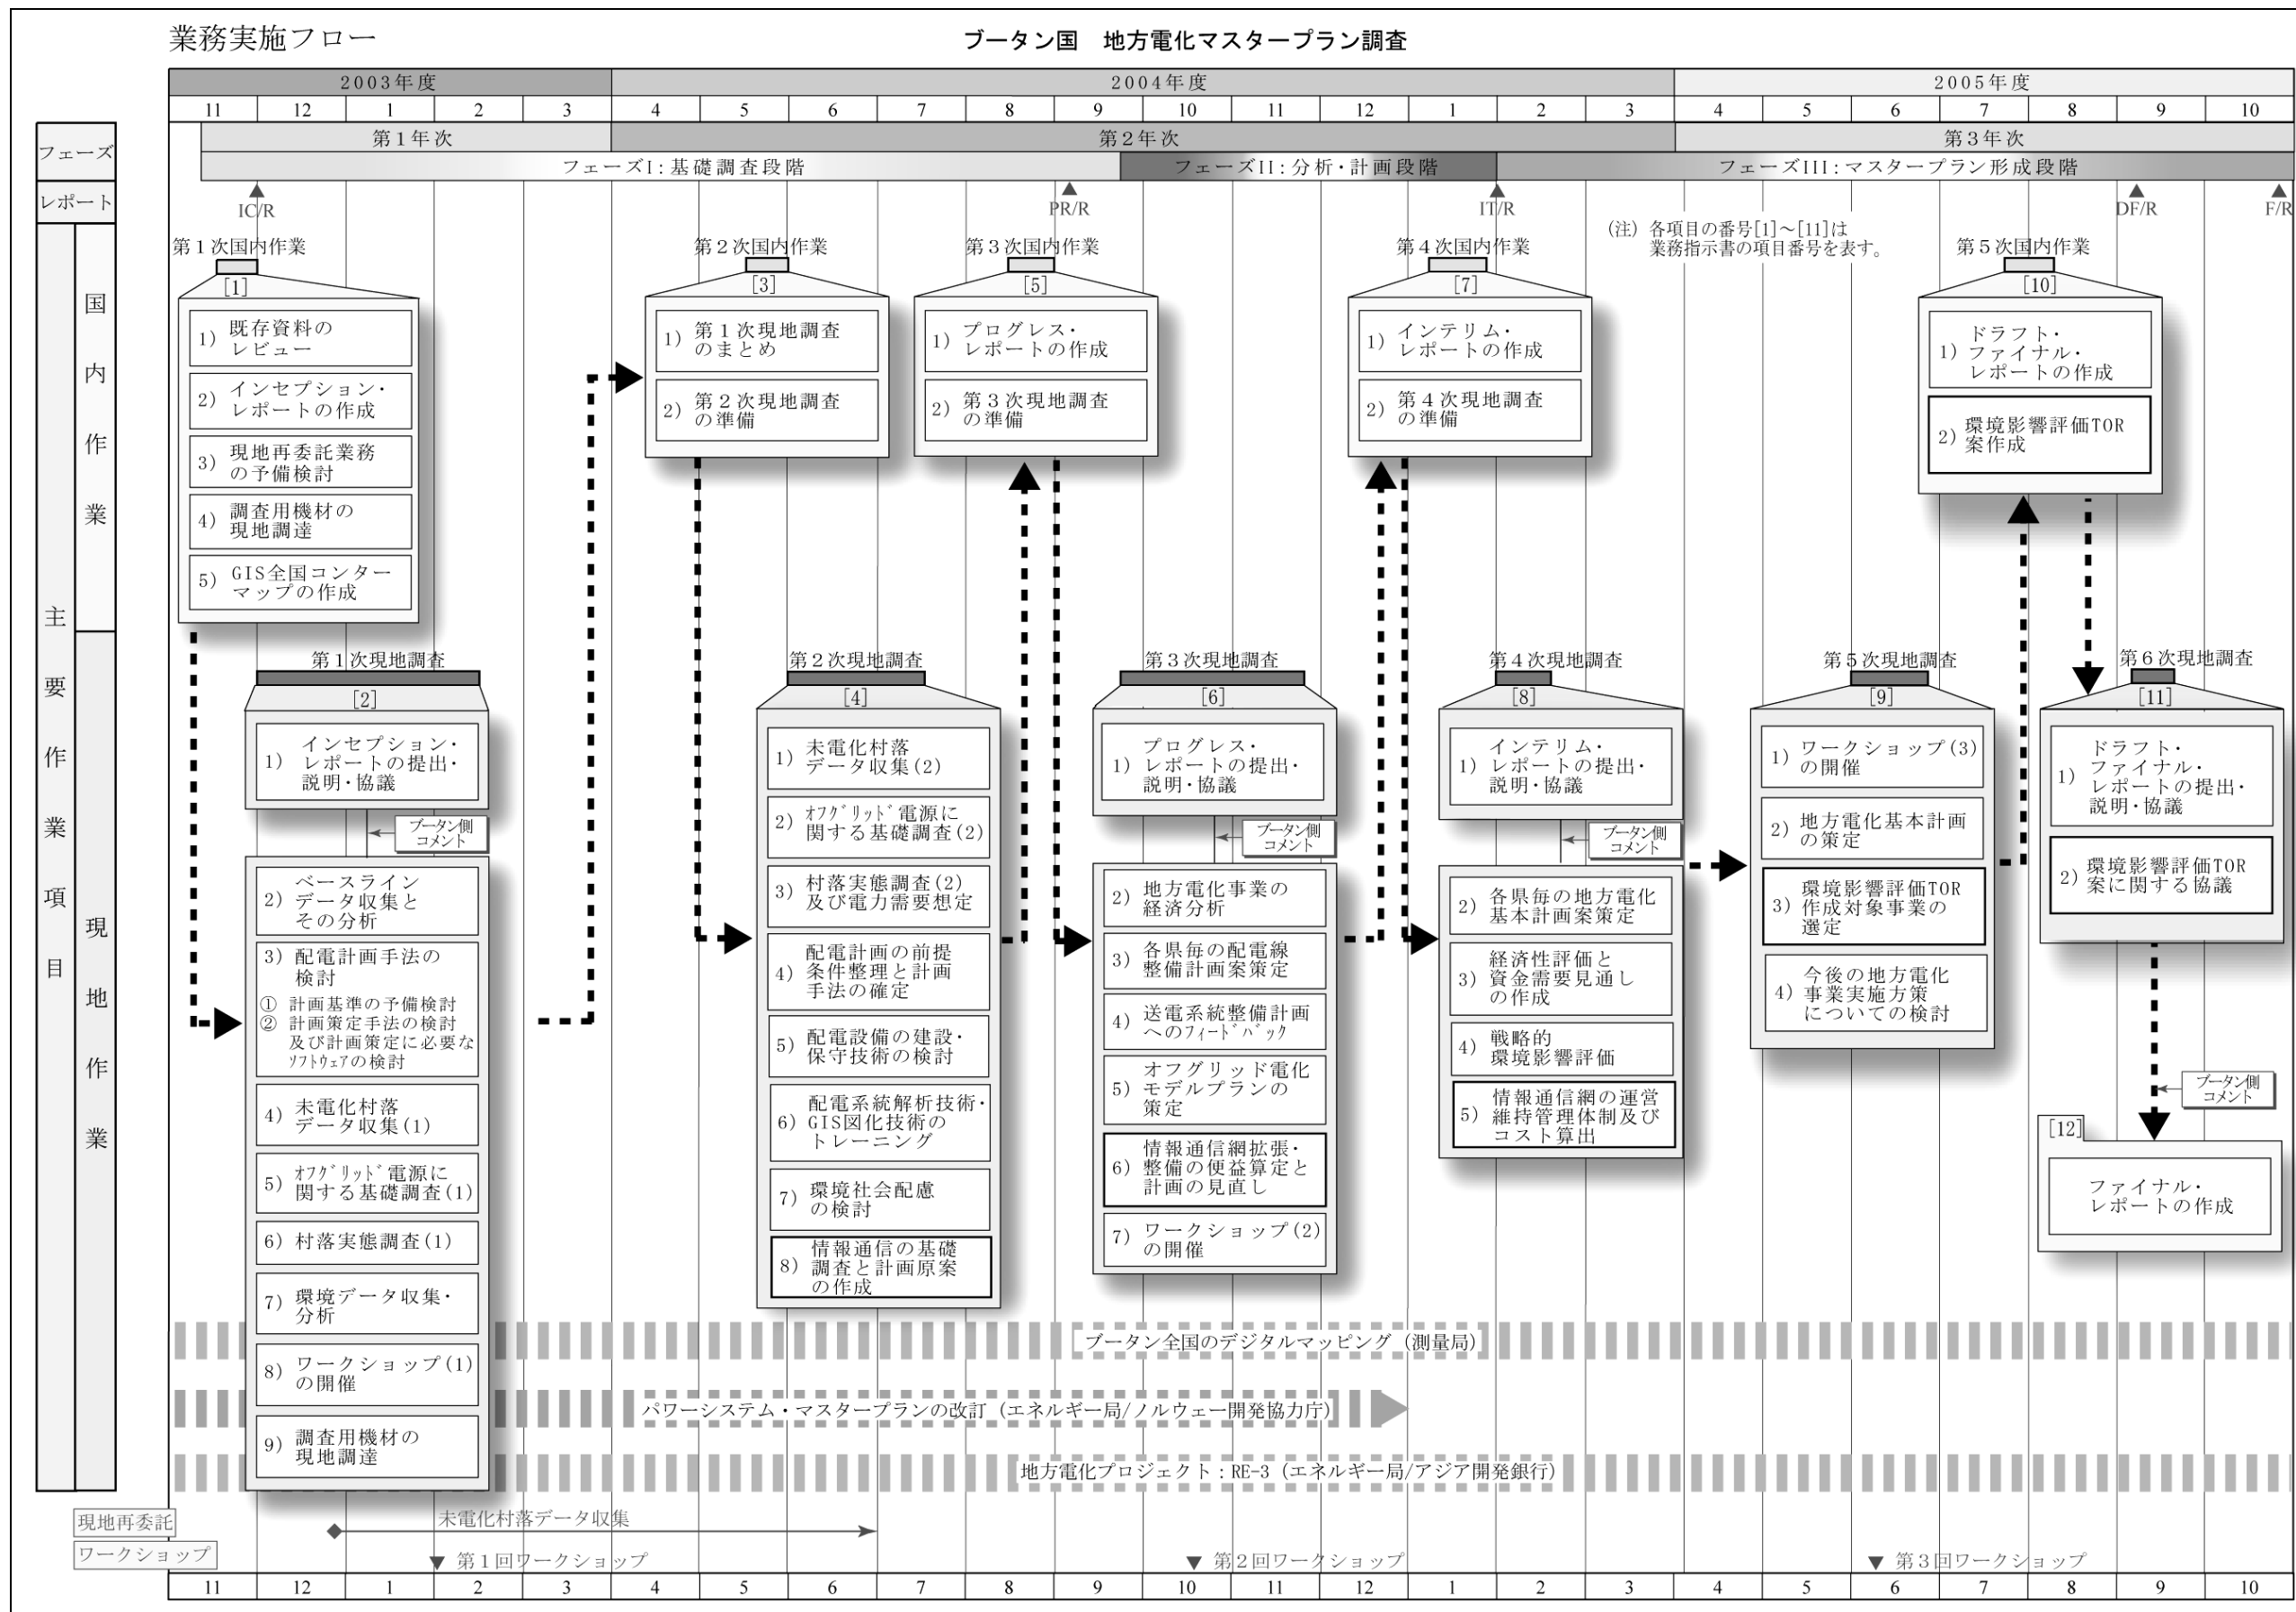 業務実施フロー
ブータン国　地方電化マスタープラン調査
2003年度
2004年度
2005年度
11 12 1 2 3 4 5 6 7 8 9 10 11 12 1 2 3 4 5 6 7 8 9 10
フェーズ
第1年次
第2年次
第3年次
フェーズI:基礎調査段階
フェーズII:分析・計画段階
フェーズIII:マスタープラン形成段階
レポート
IC/R
PR/R
IT/R
DF/R
F/R
(注) 各項目の番号[1]～[11]は
業務指示書の項目番号を表す。
主要作業項目
国内作業
第1次国内作業
[1]
1) 既存資料の
レビュー
2) インセプション・
レポートの作成
3) 現地再委託業務
の予備検討
4) 調査用機材の
現地調達
5) GIS全国コンター
マップの作成
第2次国内作業
[3]
1) 第1次現地調査
のまとめ
2) 第2次現地調査
の準備
第3次国内作業
[5]
1) プログレス・
レポートの作成
2) 第3次現地調査
の準備
第4次国内作業
[7]
1) インテリム・
レポートの作成
2) 第4次現地調査
の準備
第5次国内作業
[10]
ドラフト・
1) ファイナル・
レポートの作成
2) 環境影響評価TOR
案作成
現地作業
第1次現地調査
[2]
インセプション・
1) レポートの提出・
説明・協議
ブータン側
コメント
ベースライン
2) データ収集と
その分析
3) 配電計画手法の
検討
① 計画基準の予備検討
② 計画策定手法の検討
及び計画策定に必要な
ｿﾌﾄｳｪｱの検討
4) 未電化村落
データ収集(1)
5) ｵﾌｸﾞﾘｯﾄﾞ電源に
関する基礎調査(1)
6) 村落実態調査(1)
7) 環境データ収集・
分析
8) ワークショップ(1)
の開催
9) 調査用機材の
現地調達
第2次現地調査
[4]
1) 未電化村落
データ収集(2)
2) ｵﾌｸﾞﾘｯﾄﾞ電源に
関する基礎調査(2)
3) 村落実態調査(2)
及び電力需要想定
配電計画の前提
4) 条件整理と計画
手法の確定
5) 配電設備の建設・
保守技術の検討
配電系統解析技術・
6) GIS図化技術の
トレーニング
7) 環境社会配慮
の検討
情報通信の基礎
8) 調査と計画原案
の作成
第3次現地調査
[6]
プログレス・
1) レポートの提出・
説明・協議
ブータン側
コメント
2) 地方電化事業の
経済分析
3) 各県毎の配電線
整備計画案策定
4) 送電系統整備計画
へのﾌｨｰﾄﾞﾊﾞｯｸ
オフグリッド電化
5) モデルプランの
策定
情報通信網拡張・
6) 整備の便益算定と
計画の見直し
7) ワークショップ(2)
の開催
第4次現地調査
[8]
インテリム・
1) レポートの提出・
説明・協議
ブータン側
コメント
2) 各県毎の地方電化
基本計画案策定
経済性評価と
3) 資金需要見通し
の作成
4) 戦略的
環境影響評価
情報通信網の運営
5) 維持管理体制及び
コスト算出
第5次現地調査
[9]
1) ワークショップ(3)
の開催
2) 地方電化基本計画
の策定
環境影響評価TOR
3) 作成対象事業の
選定
今後の地方電化
4) 事業実施方策
についての検討
第6次現地調査
[11]
ドラフト・
1) ファイナル・
レポートの提出・
説明・協議
2) 環境影響評価TOR
案に関する協議
ブータン側
コメント
[12]
ファイナル・
レポートの作成
ブータン全国のデジタルマッピング (測量局)
パワーシステム・マスタープランの改訂 (エネルギー局/ノルウェー開発協力庁)
地方電化プロジェクト:RE-3 (エネルギー局/アジア開発銀行)
現地再委託
未電化村落データ収集
ワークショップ
▼ 第1回ワークショップ
▼ 第2回ワークショップ
▼ 第3回ワークショップ
11 12 1 2 3 4 5 6 7 8 9 10 11 12 1 2 3 4 5 6 7 8 9 10